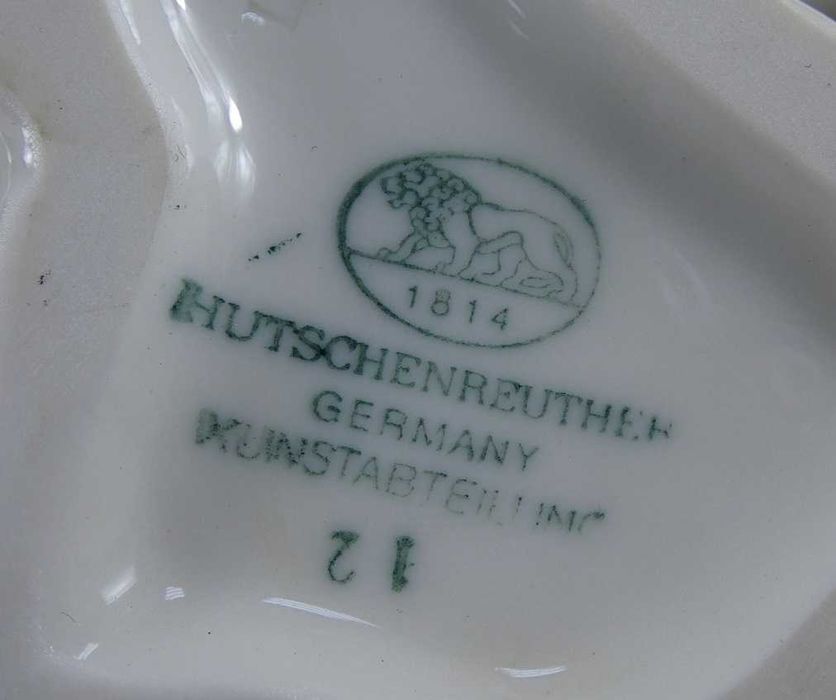 1814
HUTSCHENREUTHER
GERMANY
KUNSTABTEILUNG
12